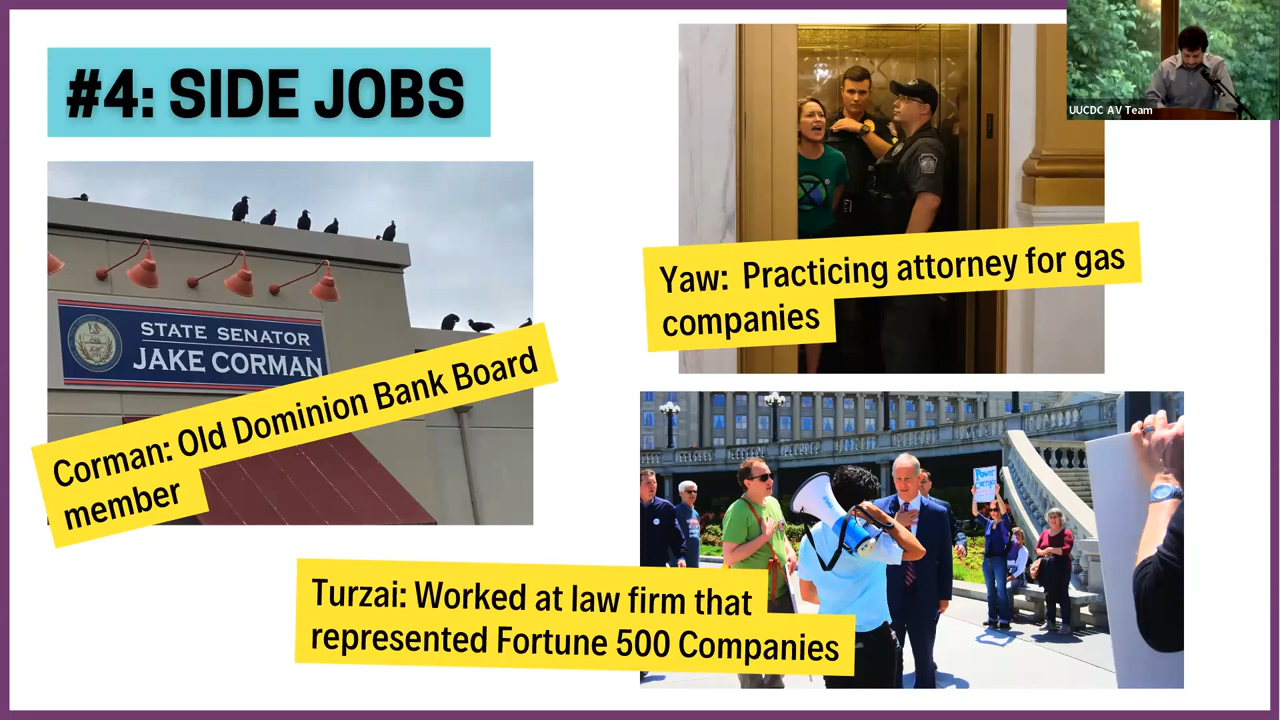 #4: SIDE JOBS
UUCDC AV Team
STATE SENATOR
JAKE CORMAN
Yaw: Practicing attorney for gas
companies
Corman: Old Dominion Bank Board
member
Power
Turzai: Worked at law firm that
represented Fortune 500 Companies